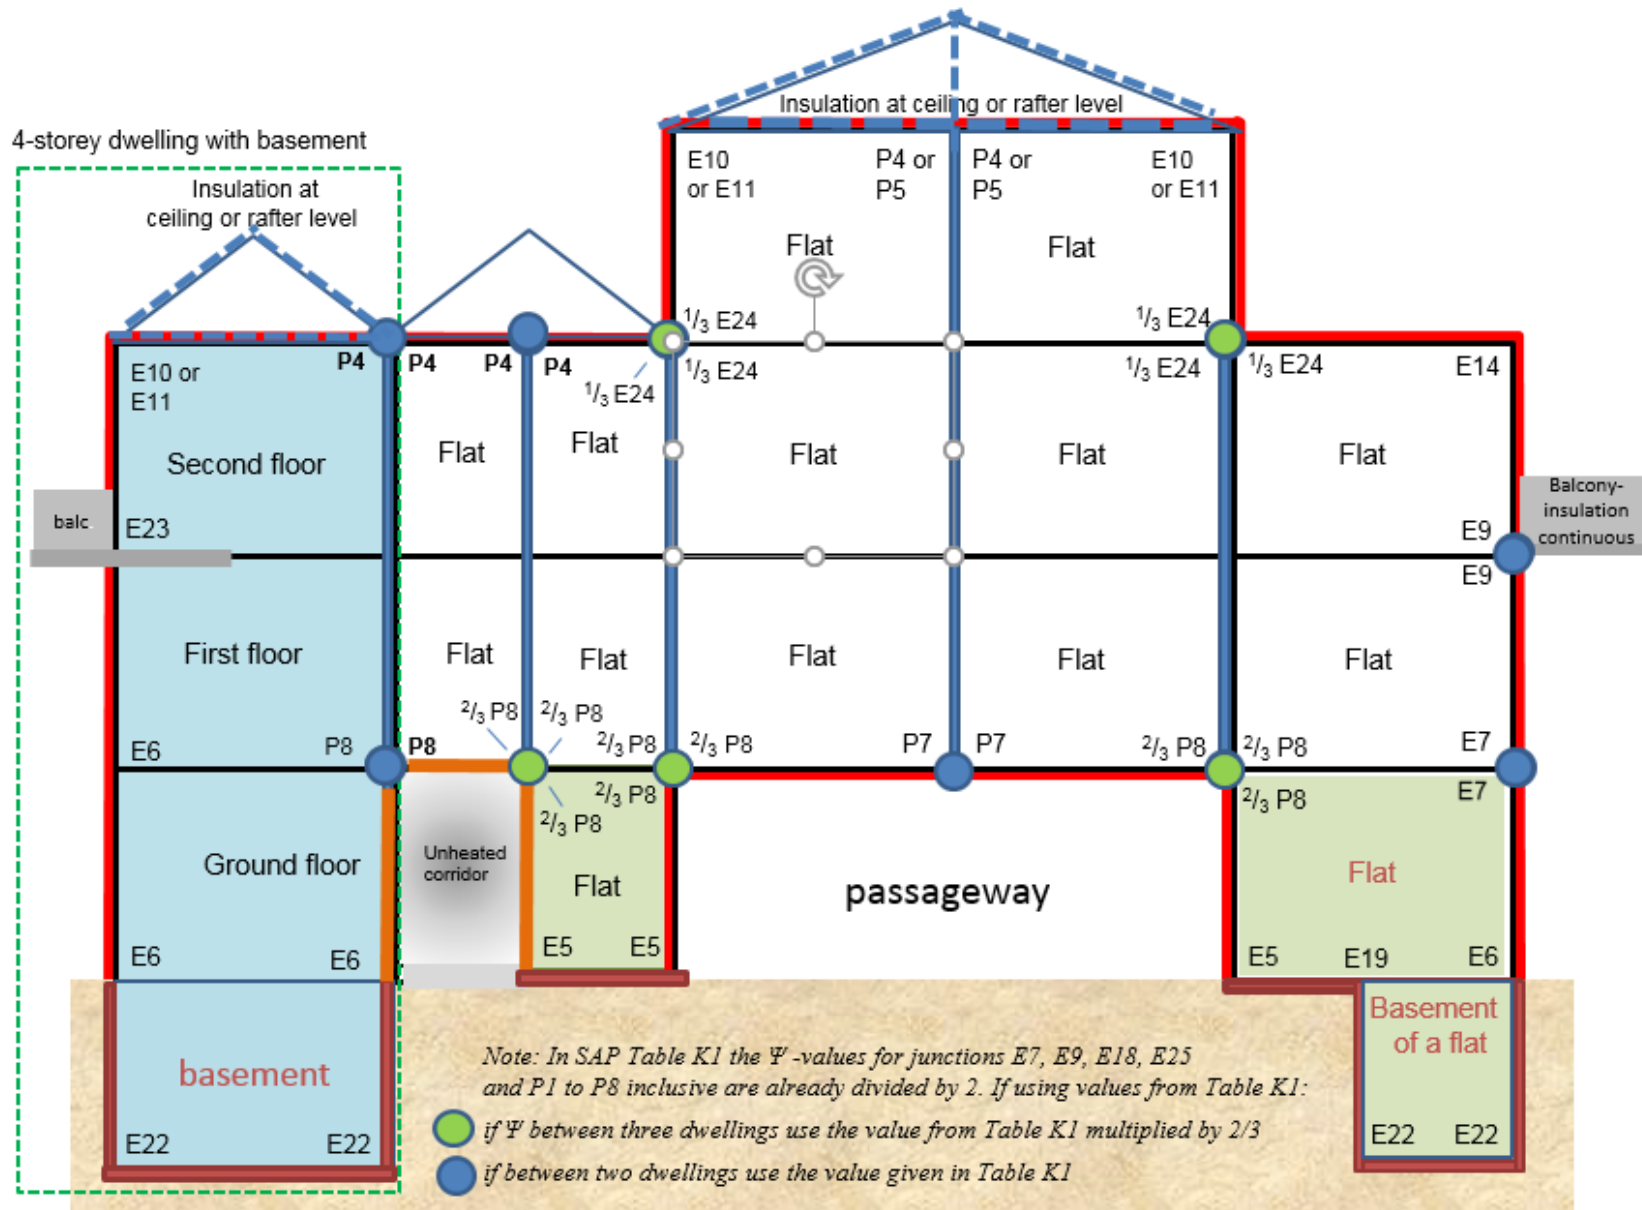 Insulation at ceiling or rafter level
4-storey dwelling with basement
E10
or E11
P4 or
P5
P4 or
P5
E10
or E11
Insulation at
ceiling or rafter level
Flat
Flat
1/3 E24
1/3 E24
P4
P4
P4
P4
1/3 E24
1/3 E24
1/3 E24
1/3 E24
E14
E10 or
E11
Second floor
Flat
Flat
Flat
Flat
Flat
balc.
E23
E9
Balcony-
insulation
continuous
E9
First floor
Flat
Flat
Flat
Flat
Flat
2/3 P8
2/3 P8
E6
P8
P8
2/3 P8
2/3 P8
P7
P7
2/3 P8
2/3 P8
E7
2/3 P8
2/3 P8
2/3 P8
E7
Ground floor
Unheated
corridor
Flat
passageway
Flat
E6
E6
E5
E5
E5
E19
E6
basement
Basement
of a flat
Note: In SAP Table K1 the Ψ -values for junctions E7, E9, E18, E25
and P1 to P8 inclusive are already divided by 2. If using values from Table K1:
if Ψ between three dwellings use the value from Table K1 multiplied by 2/3
if between two dwellings use the value given in Table K1
E22
E22
E22
E22